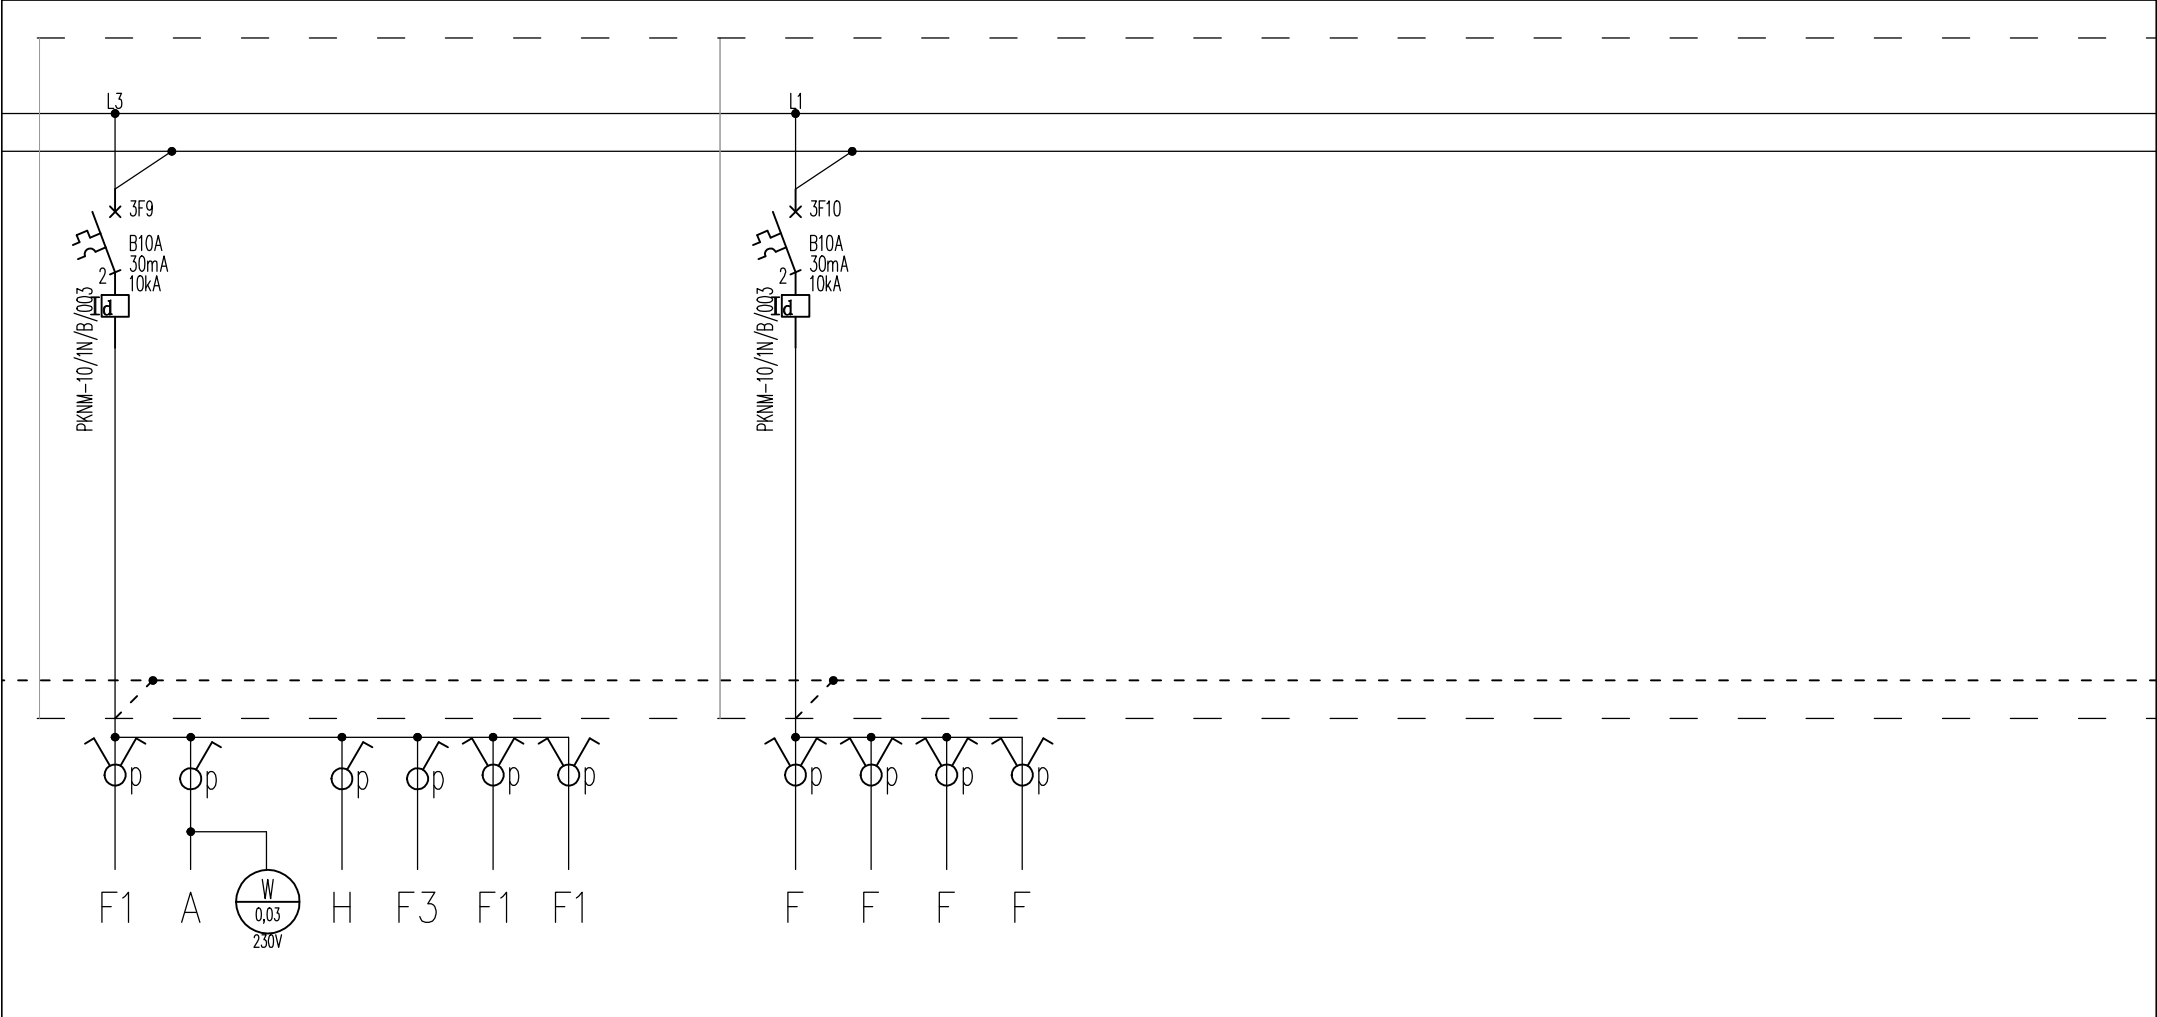 L3
L1
3F9
B10A
30mA
10kA
2
Id
PKNM-10/1N/B/003
3F10
B10A
30mA
10kA
2
Id
PKNM-10/1N/B/003
p
p
p
p
p
p
p
p
p
p
F1
A
W
0,03
230V
H
F3
F1
F1
F
F
F
F